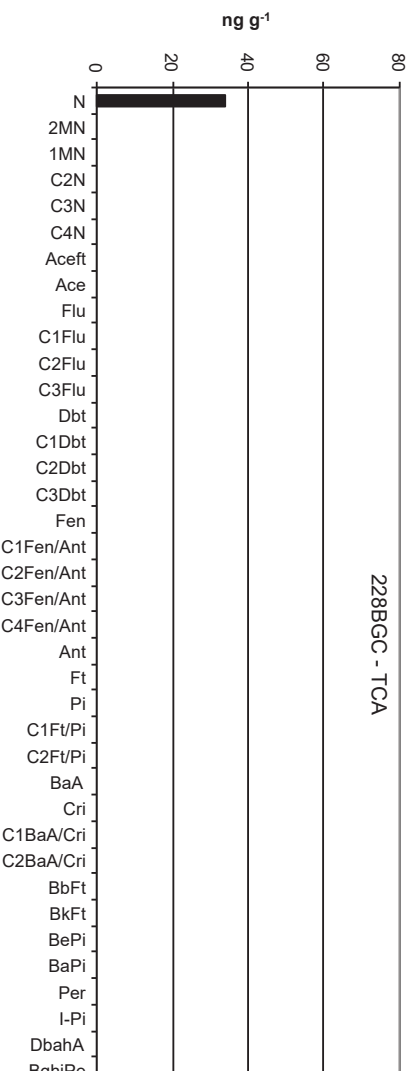 ng g-1
0 20 40 60 80
N
2MN
1MN
C2N
C3N
C4N
Aceft
Ace
Flu
C1Flu
C2Flu
C3Flu
Dbt
C1Dbt
C2Dbt
C3Dbt
Fen
C1Fen/Ant
C2Fen/Ant
C3Fen/Ant
C4Fen/Ant
Ant
Ft
Pi
C1Ft/Pi
C2Ft/Pi
BaA
Cri
C1BaA/Cri
C2BaA/Cri
BbFt
BkFt
BePi
BaPi
Per
I-Pi
DbahA
BghiPe
228BGC - TCA